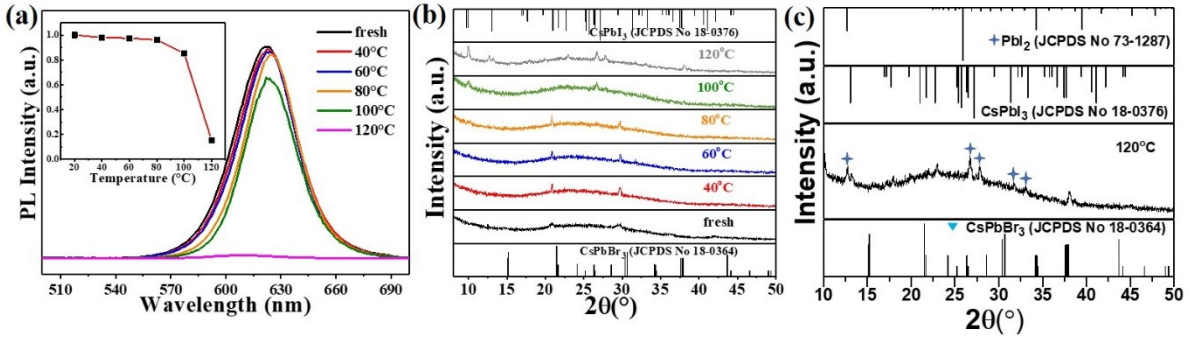 (a)
PL Intensity (a.u.)
1.0
0.8
0.6
0.4
0.2
0.0
20 40 60 80 100 120
Temperature (°C)
fresh
40°C
60°C
80°C
100°C
120°C
510 540 570 600 630 660 690
Wavelength (nm)
(b)
Intensity (a.u.)
CsPbI3 (JCPDS No 18-0376)
120°C
100°C
80°C
60°C
40°C
fresh
CsPbBr3 (JCPDS No 18-0364)
10 15 20 25 30 35 40 45 50
2θ(°)
(c)
Intensity (a.u.)
PbI2 (JCPDS No 73-1287)
CsPbI3 (JCPDS No 18-0376)
120°C
CsPbBr3 (JCPDS No 18-0364)
10 15 20 25 30 35 40 45 50
2θ(°)